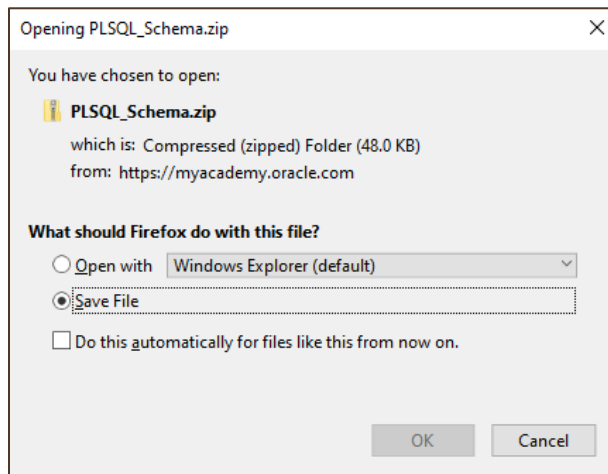 Opening PLSQL_Schema.zip
You have chosen to open:
PLSQL_Schema.zip
which is: Compressed (zipped) Folder (48.0 KB)
from: https://myacademy.oracle.com
What should Firefox do with this file?
Open with Windows Explorer (default)
Save File
Do this automatically for files like this from now on.
OK Cancel